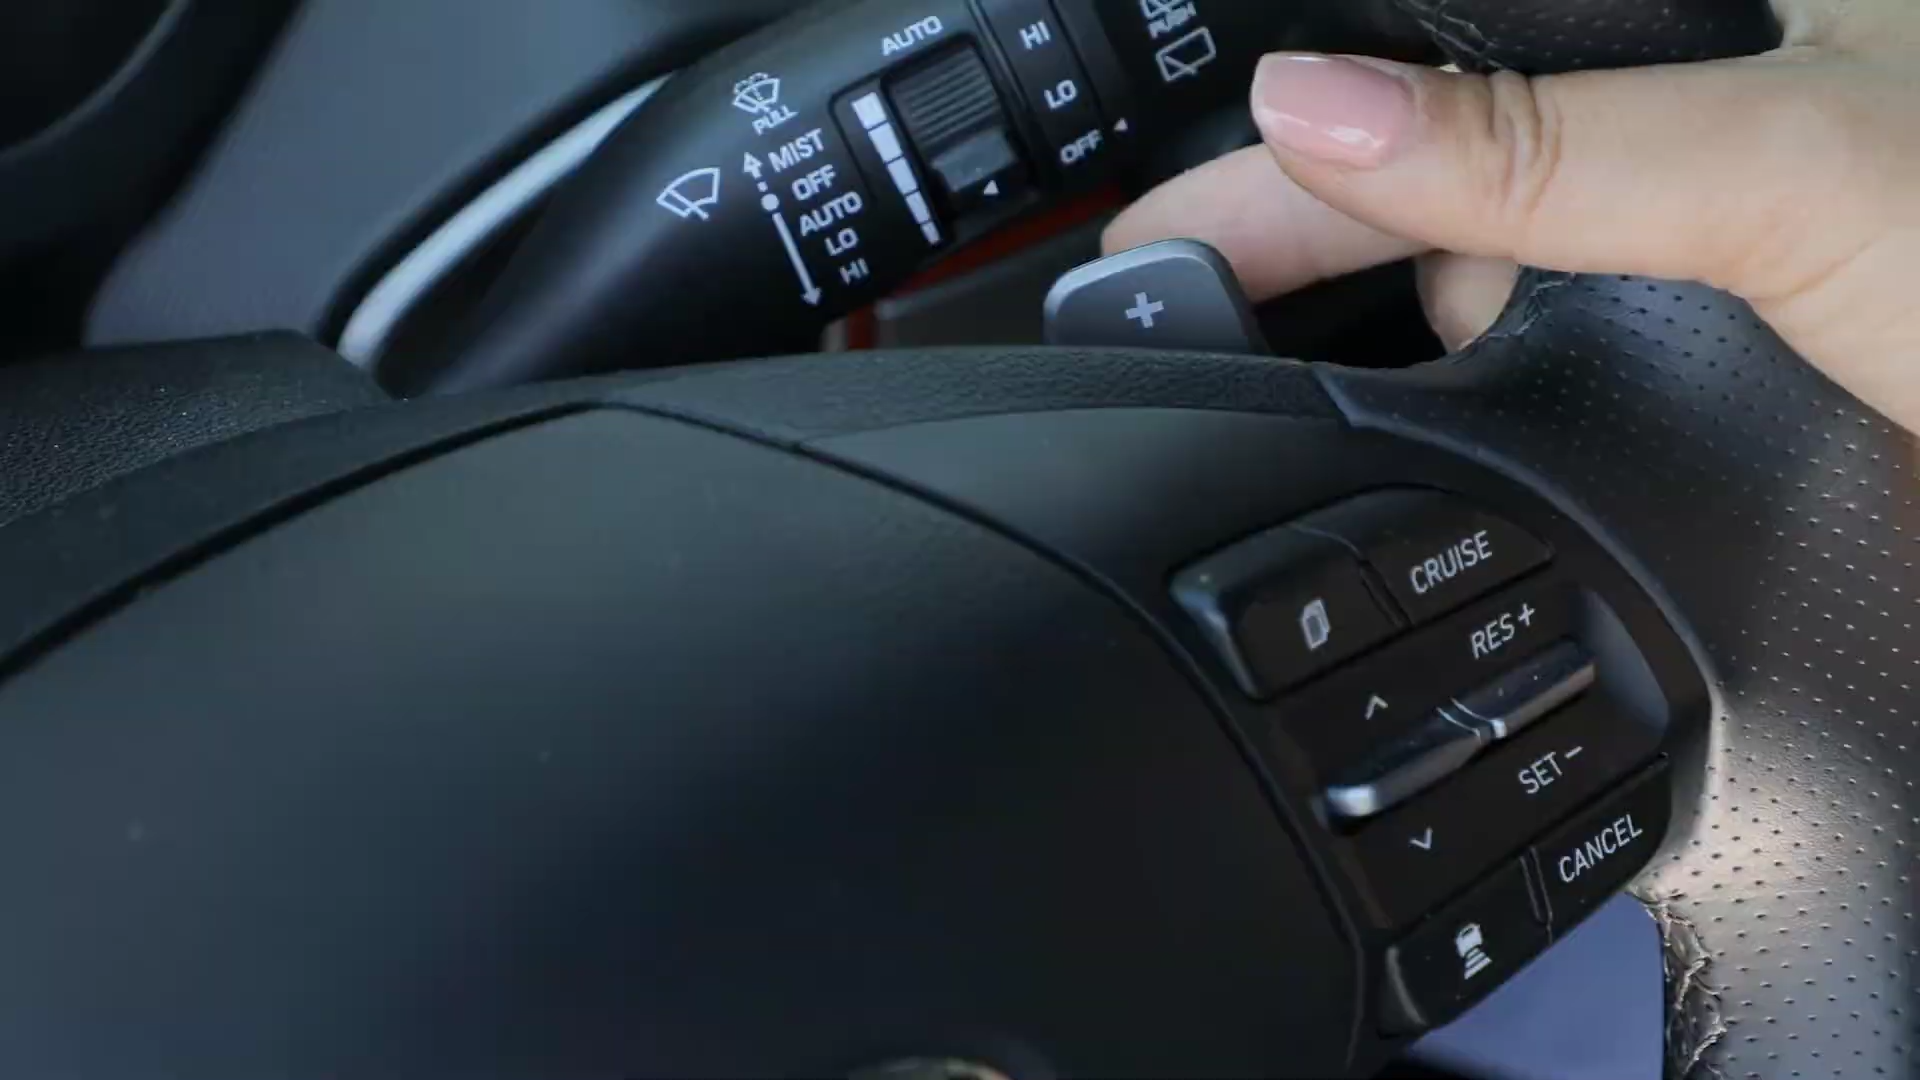 AUTO
HI
LO
OFF
PUSH
PULL
MIST
OFF
AUTO
LO
HI
+
CRUISE
RES +
SET -
CANCEL